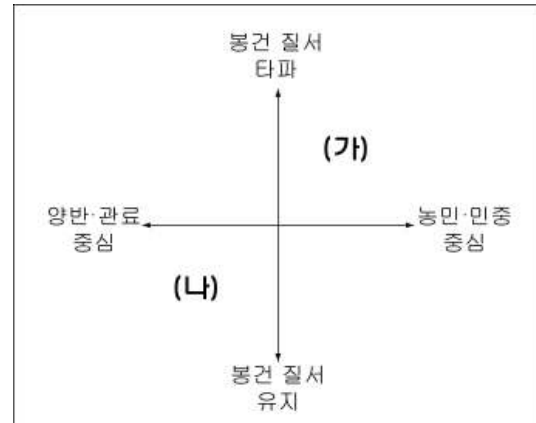 봉건 질서
타파
(가)
양반·관료
중심
농민·민중
중심
(나)
봉건 질서
유지